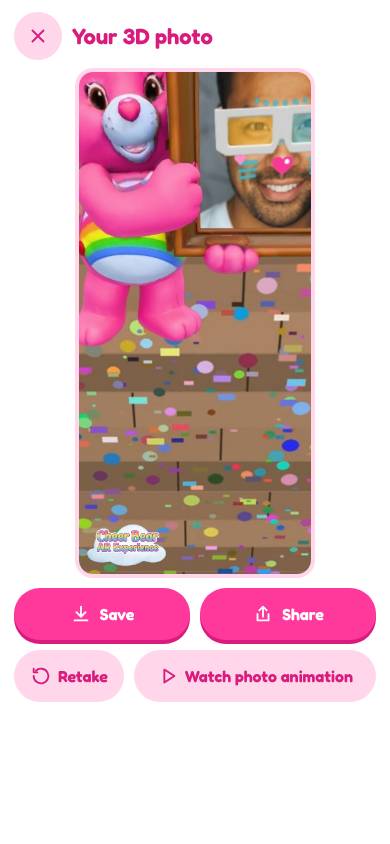 Your 3D photo
Cheer Bear
AR Experience
Save
Share
Retake
Watch photo animation